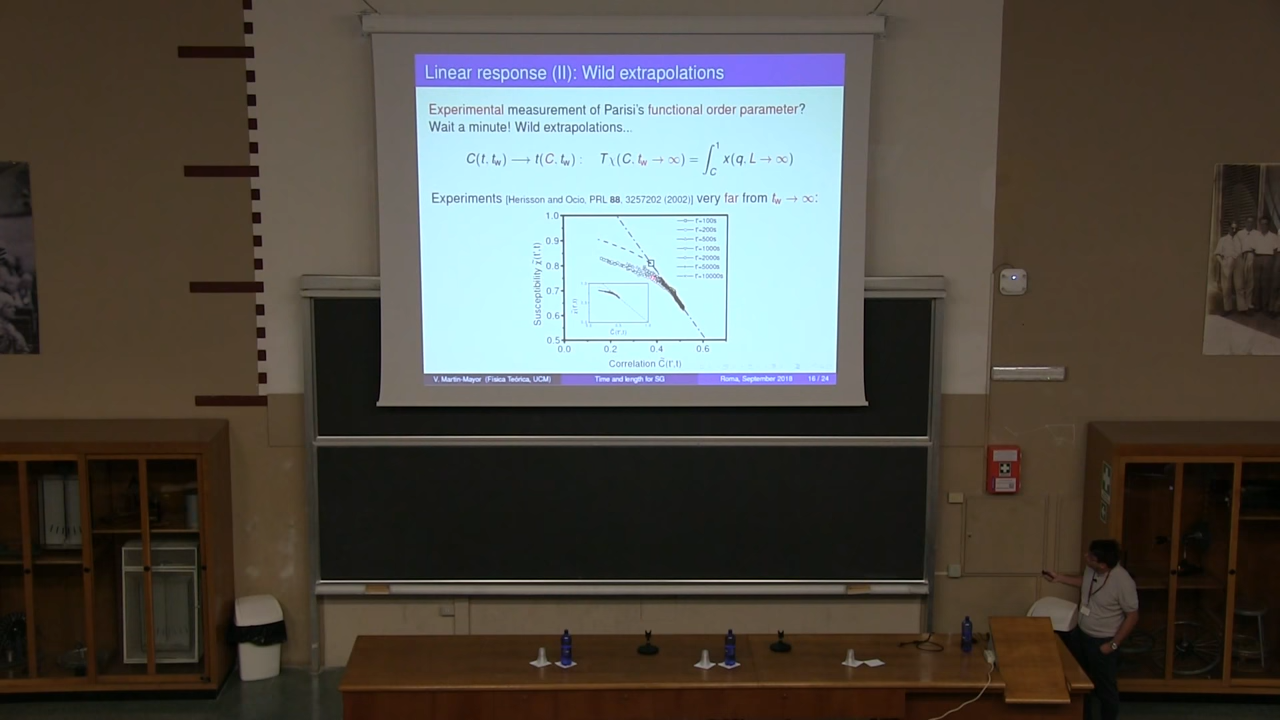 Linear response (II): Wild extrapolations
Experimental measurement of Parisi's functional order parameter?
Wait a minute! Wild extrapolations...
C(t, t_w) ⟶ t(C, t_w) : T χ(C, t_w → ∞) = ∫_C^1 x(q, L → ∞)
Experiments [Herisson and Ocio, PRL 88, 3257202 (2002)] very far from t_w → ∞:
1.0
0.9
0.8
0.7
0.6
0.5
Susceptibility χ̃(t',t)
t'=100s
t'=200s
t'=500s
t'=1000s
t'=2000s
t'=5000s
t'=10000s
C̃(t',t)
0.0 0.2 0.4 0.6
Correlation C̃(t',t)
V. Martin-Mayor (Física Teórica, UCM) Time and length for SG Roma, September 2018 16 / 24